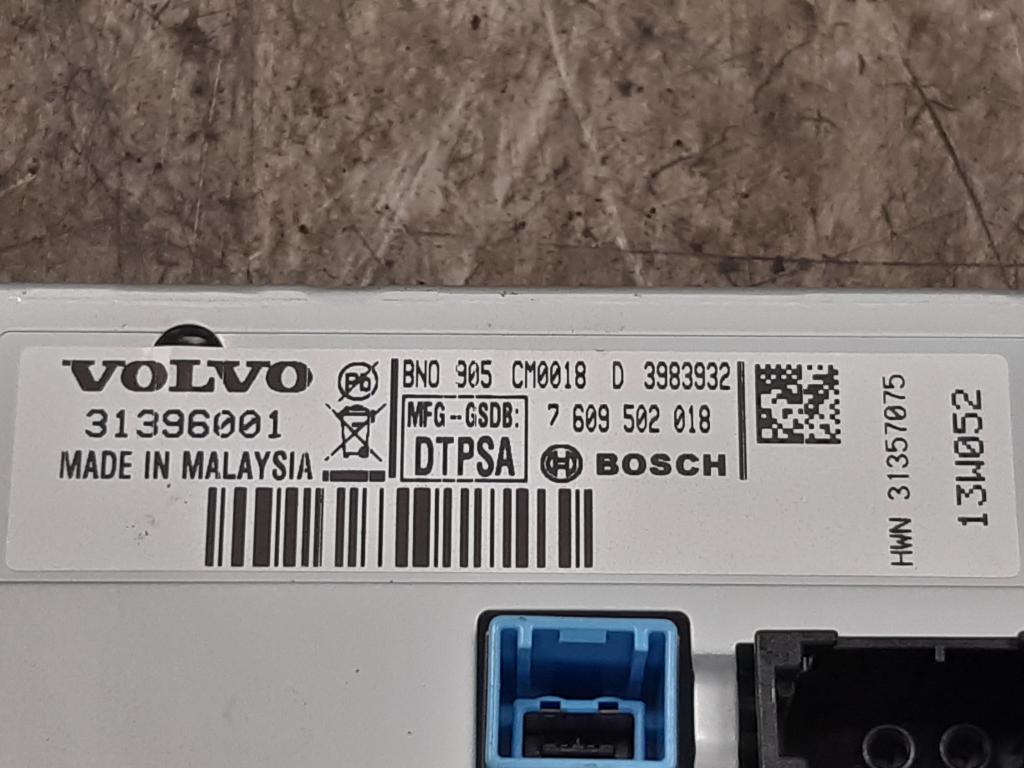 VOLVO
31396001
MADE IN MALAYSIA
Pb
BNO 905 CM0018 D 3983932
MFG-GSDB: 7 609 502 018
DTPSA BOSCH
HWN 31357075
13W052